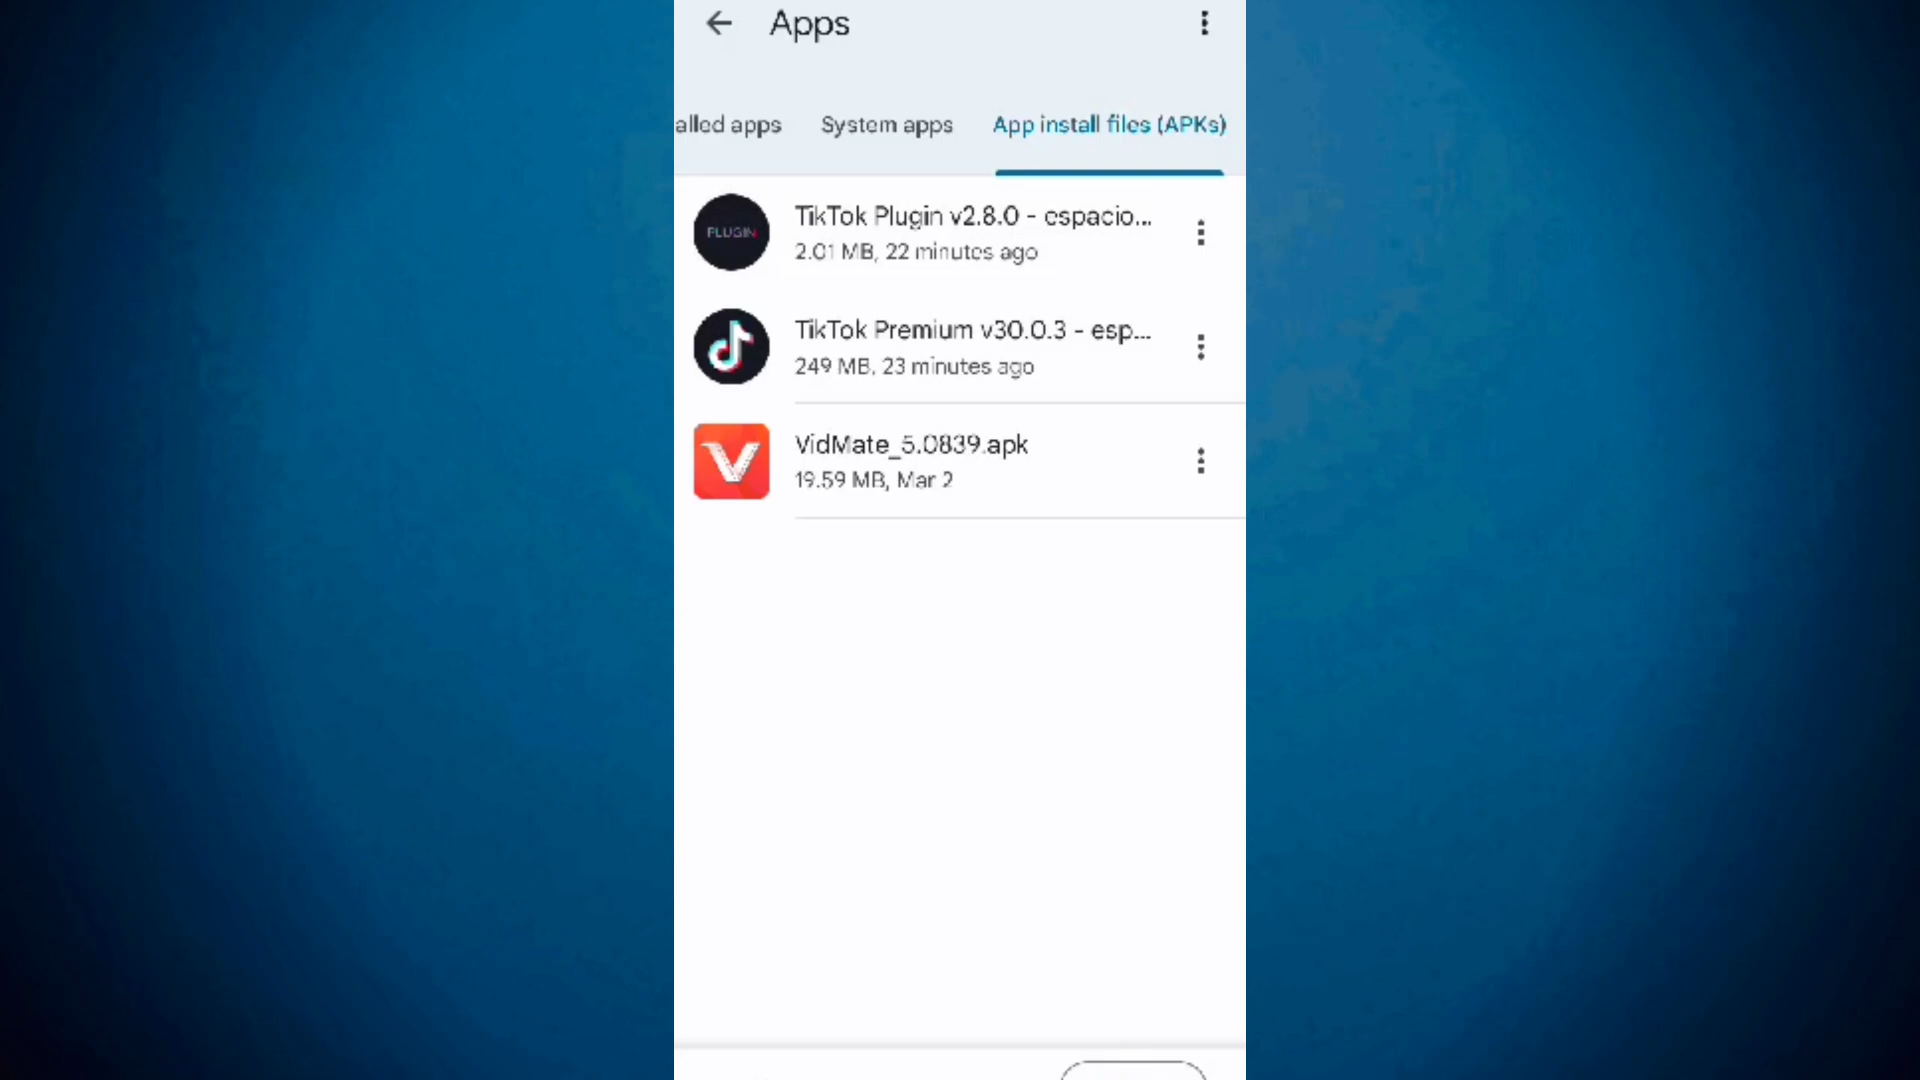 Apps
alled apps System apps App install files (APKs)
PLUGIN
TikTok Plugin v2.8.0 - espacio...
2.01 MB, 22 minutes ago
TikTok Premium v30.0.3 - esp...
249 MB, 23 minutes ago
VidMate_5.0839.apk
19.59 MB, Mar 2